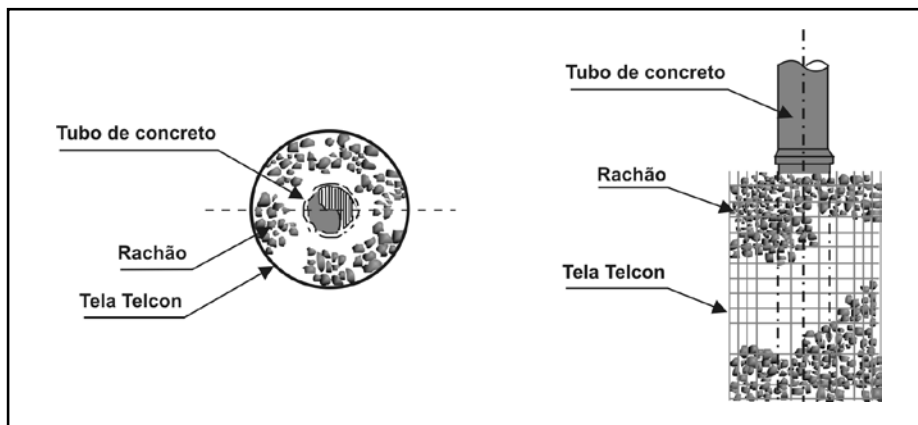 Tubo de concreto
Rachão
Tela Telcon
Tubo de concreto
Rachão
Tela Telcon